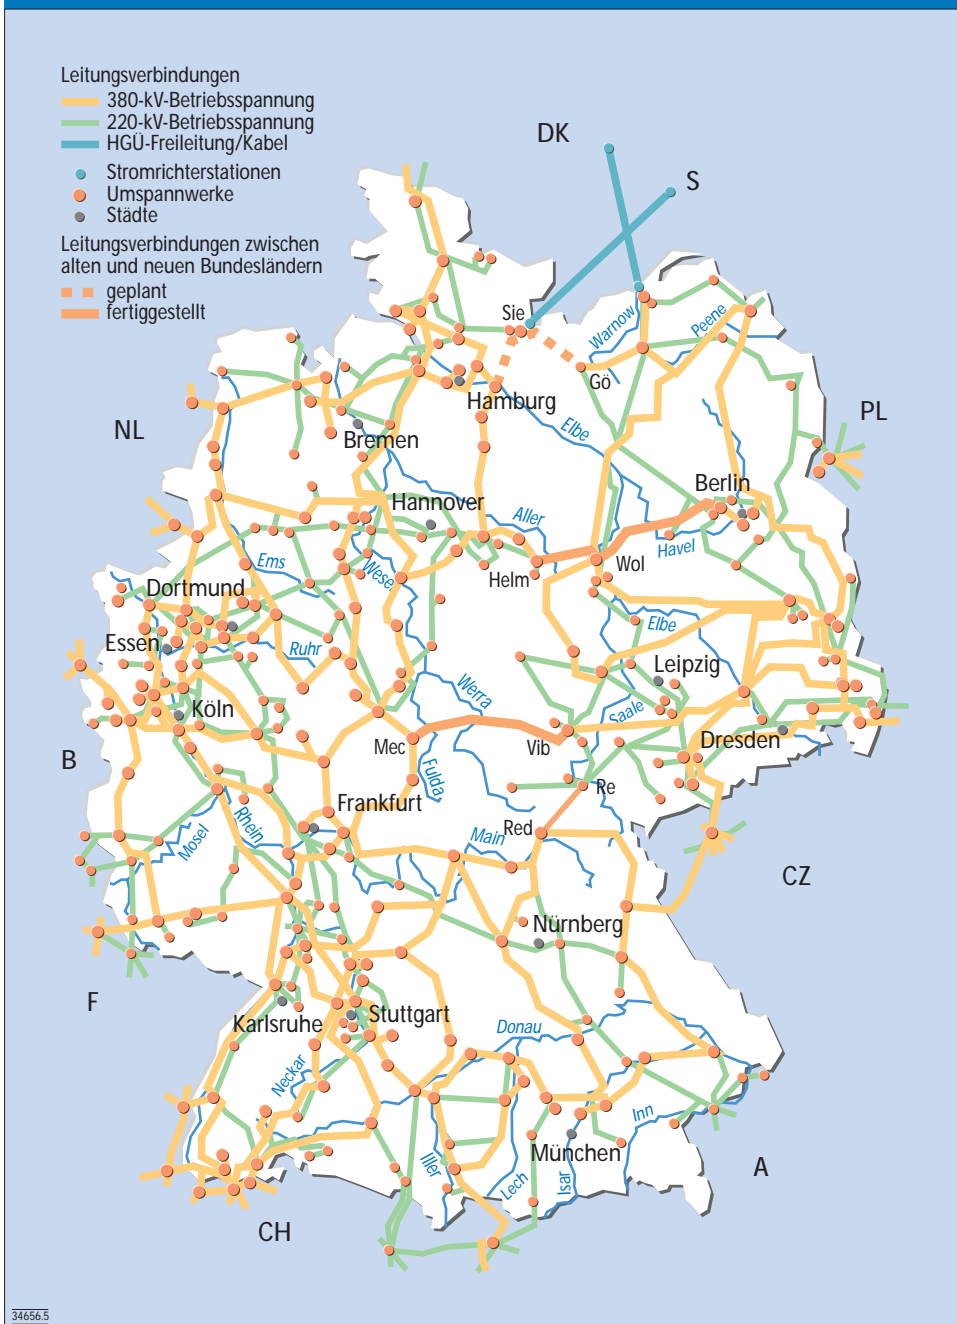 Leitungsverbindungen
380-kV-Betriebsspannung
220-kV-Betriebsspannung
HGÜ-Freileitung/Kabel
Stromrichterstationen
Umspannwerke
Städte
Leitungsverbindungen zwischen
alten und neuen Bundesländern
geplant
fertiggestellt
DK
S
Sie
Warnow
Peene
Gö
Hamburg
Elbe
NL
PL
Bremen
Berlin
Hannover
Aller
Havel
Ems
Weser
Helm
Wol
Dortmund
Elbe
Essen
Ruhr
Leipzig
Werra
Saale
Köln
Mec
Vib
Dresden
B
Fulda
Re
Frankfurt
Rhein
Mosel
Main
Red
CZ
Nürnberg
F
Karlsruhe
Stuttgart
Donau
Neckar
Inn
München
Iller
Lech
Isar
A
CH
34656.5